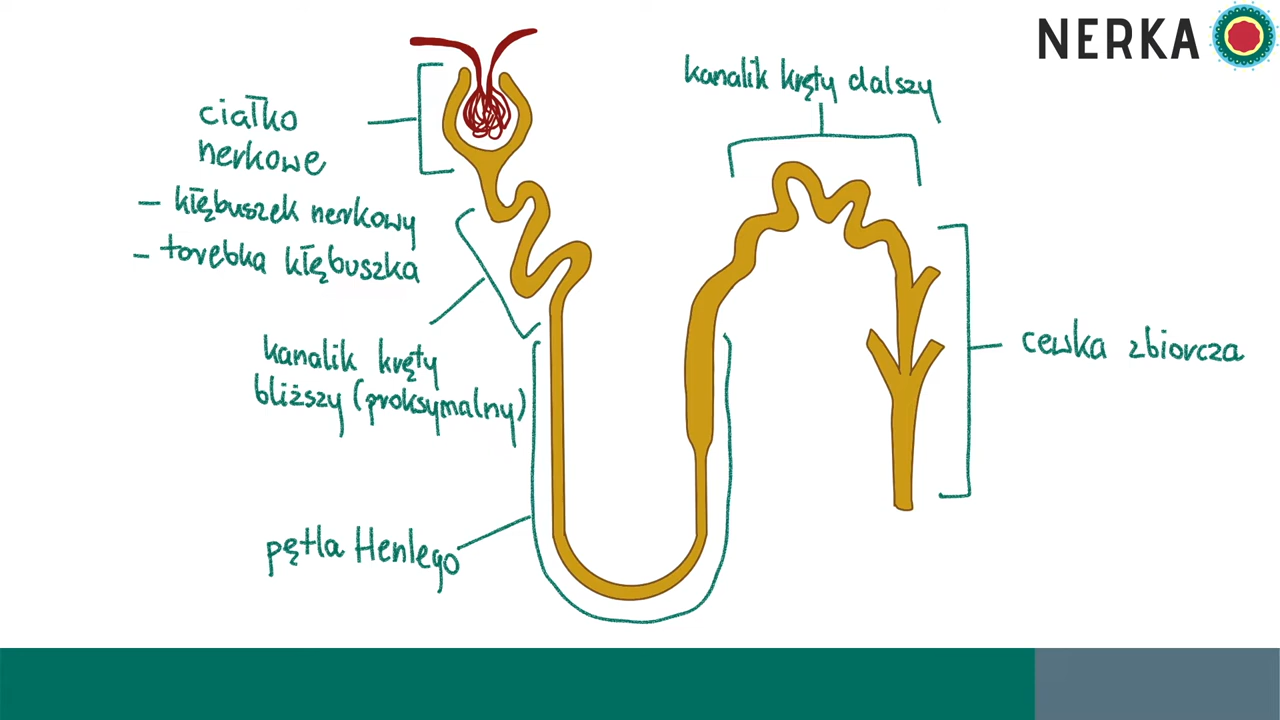 NERKA
kanalik kręty dalszy
ciałko
nerkowe
- kłębuszek nerkowy
- torebka kłębuszka
kanalik kręty
bliższy (proksymalny)
cewka zbiorcza
pętla Henlego